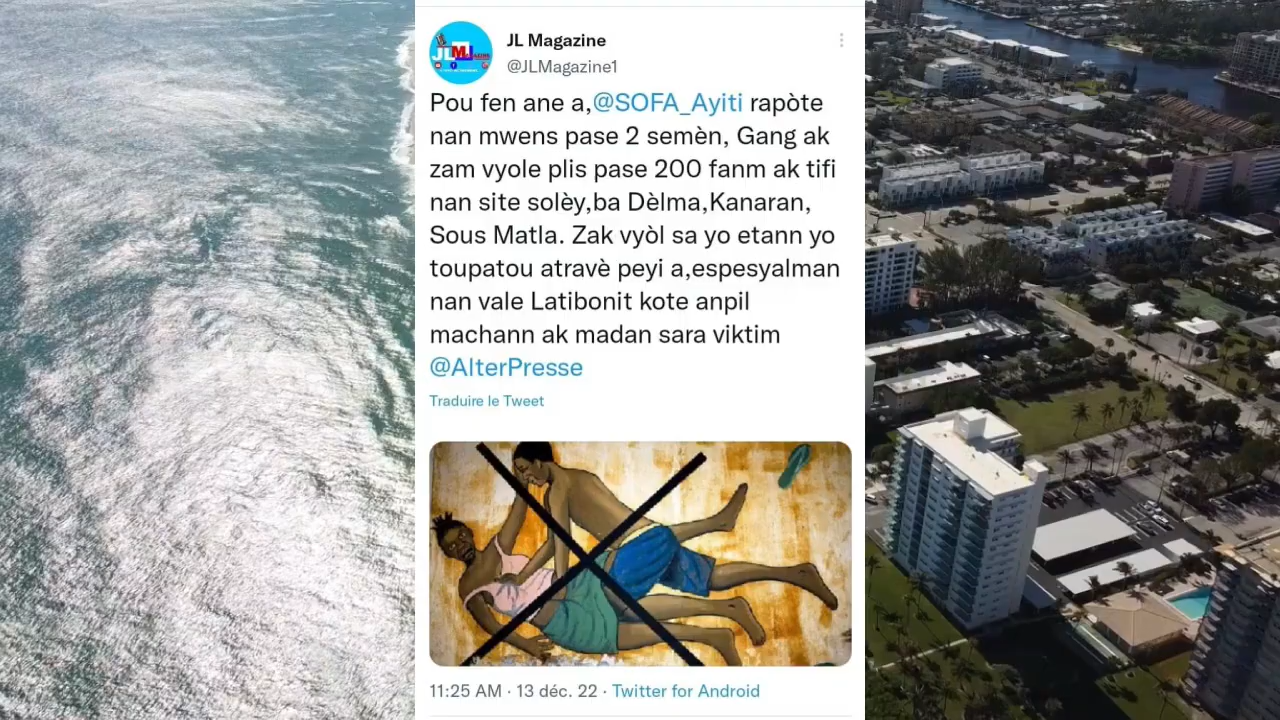 JL Magazine
@JLMagazine1
Pou fen ane a,@SOFA_Ayiti rapòte
nan mwens pase 2 semèn, Gang ak
zam vyole plis pase 200 fanm ak tifi
nan site solèy,ba Dèlma,Kanaran,
Sous Matla. Zak vyòl sa yo etann yo
toupatou atravè peyi a,espesyalman
nan vale Latibonit kote anpil
machann ak madan sara viktim
@AlterPresse
Traduire le Tweet
11:25 AM · 13 déc. 22 · Twitter for Android